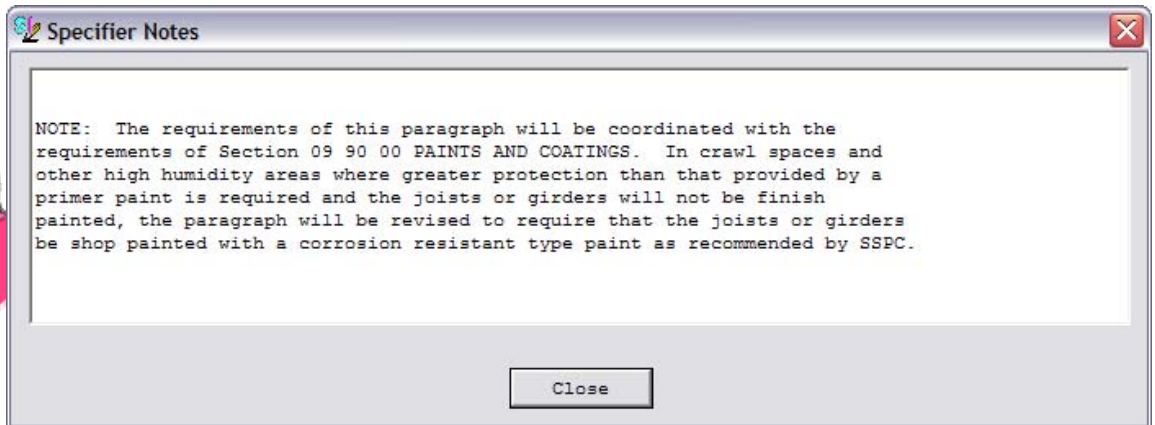 Specifier Notes
NOTE:  The requirements of this paragraph will be coordinated with the
requirements of Section 09 90 00 PAINTS AND COATINGS.  In crawl spaces and
other high humidity areas where greater protection than that provided by a
primer paint is required and the joists or girders will not be finish
painted, the paragraph will be revised to require that the joists or girders
be shop painted with a corrosion resistant type paint as recommended by SSPC.
Close